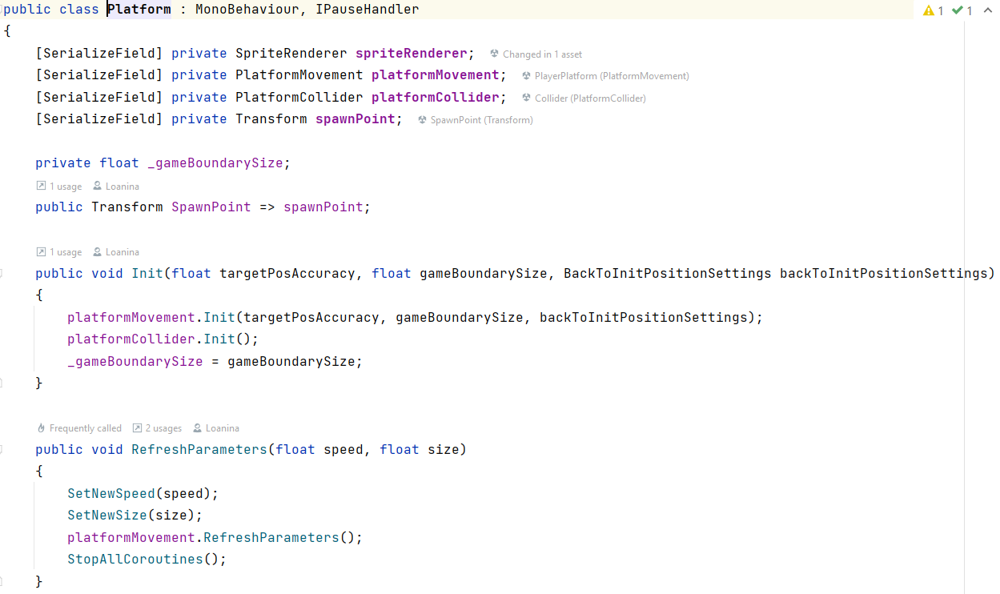 public class Platform : MonoBehaviour, IPauseHandler
1 1
{
[SerializeField] private SpriteRenderer spriteRenderer; Changed in 1 asset
[SerializeField] private PlatformMovement platformMovement; PlayerPlatform (PlatformMovement)
[SerializeField] private PlatformCollider platformCollider; Collider (PlatformCollider)
[SerializeField] private Transform spawnPoint; SpawnPoint (Transform)
private float _gameBoundarySize;
1 usage Loanina
public Transform SpawnPoint => spawnPoint;
1 usage Loanina
public void Init(float targetPosAccuracy, float gameBoundarySize, BackToInitPositionSettings backToInitPositionSettings)
{
platformMovement.Init(targetPosAccuracy, gameBoundarySize, backToInitPositionSettings);
platformCollider.Init();
_gameBoundarySize = gameBoundarySize;
}
Frequently called 2 usages Loanina
public void RefreshParameters(float speed, float size)
{
SetNewSpeed(speed);
SetNewSize(size);
platformMovement.RefreshParameters();
StopAllCoroutines();
}